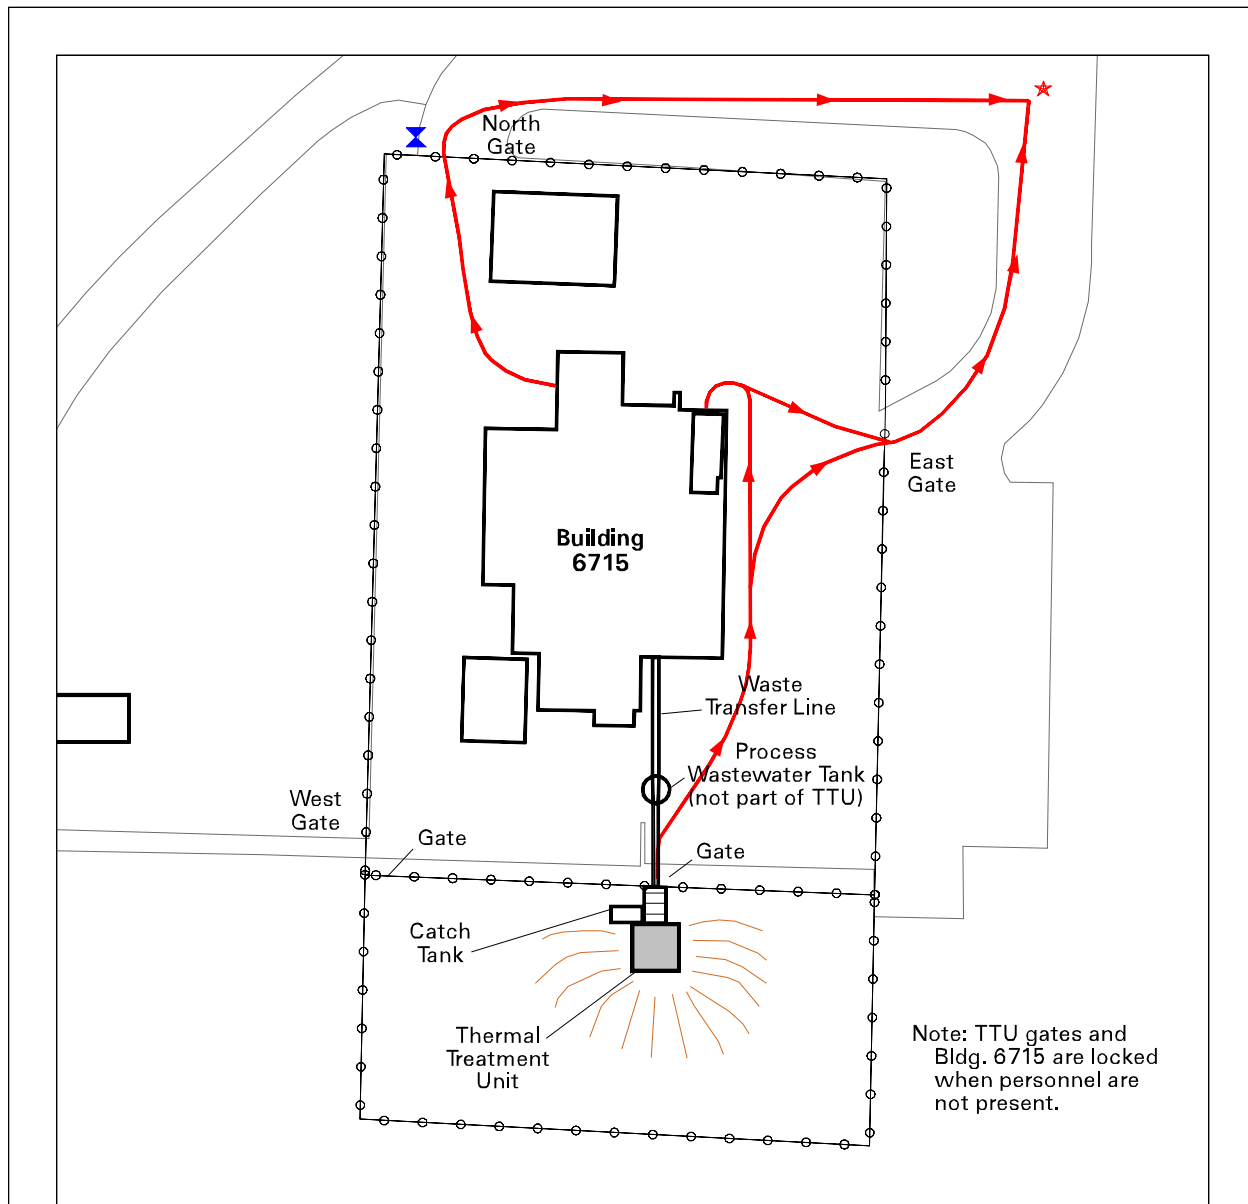 North
Gate
East
Gate
Building
6715
Waste
Transfer Line
Process
Wastewater Tank
(not part of TTU)
West
Gate
Gate
Gate
Catch
Tank
Thermal
Treatment
Unit
Note: TTU gates and
Bldg. 6715 are locked
when personnel are
not present.